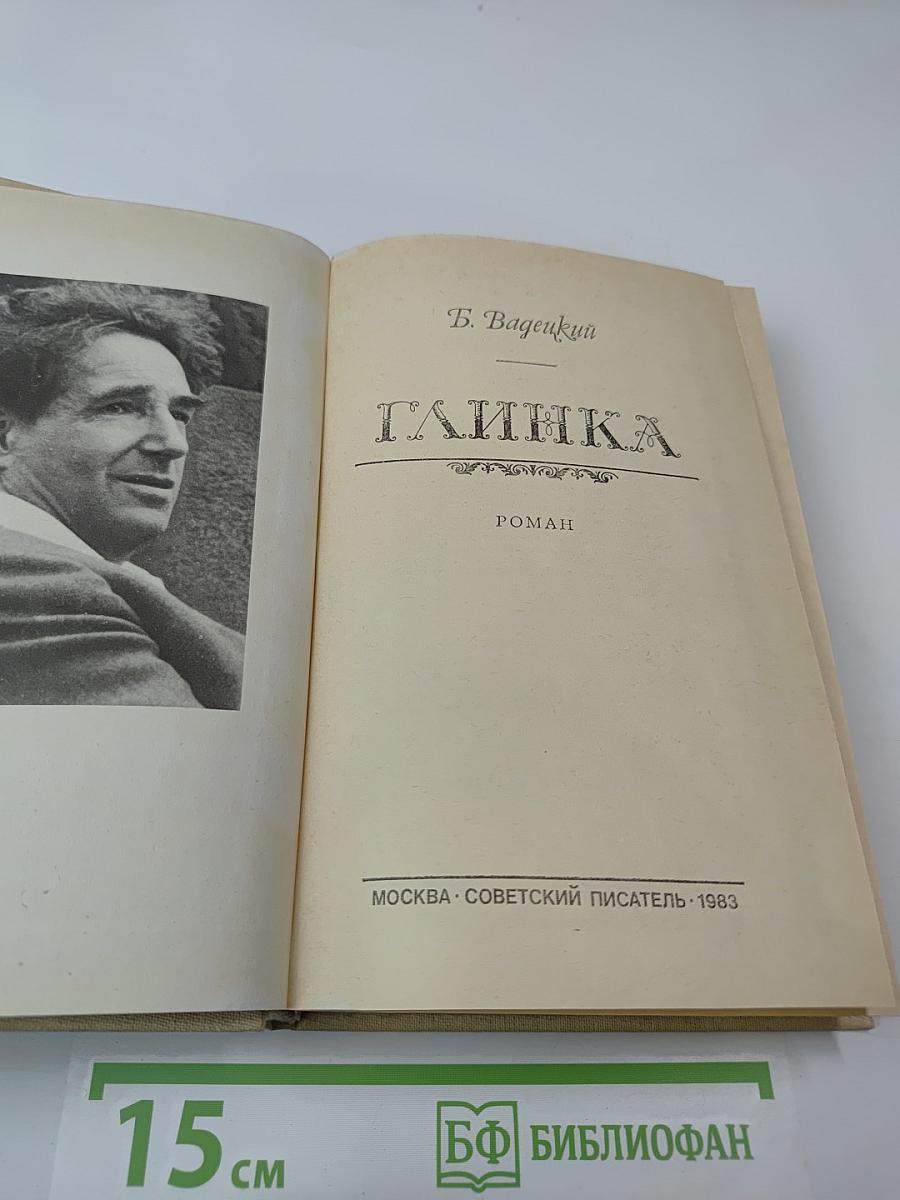 Б. Вадецкий
ГЛИНКА
РОМАН
МОСКВА · СОВЕТСКИЙ ПИСАТЕЛЬ · 1983
15 см
БФ БИБЛИОФАН